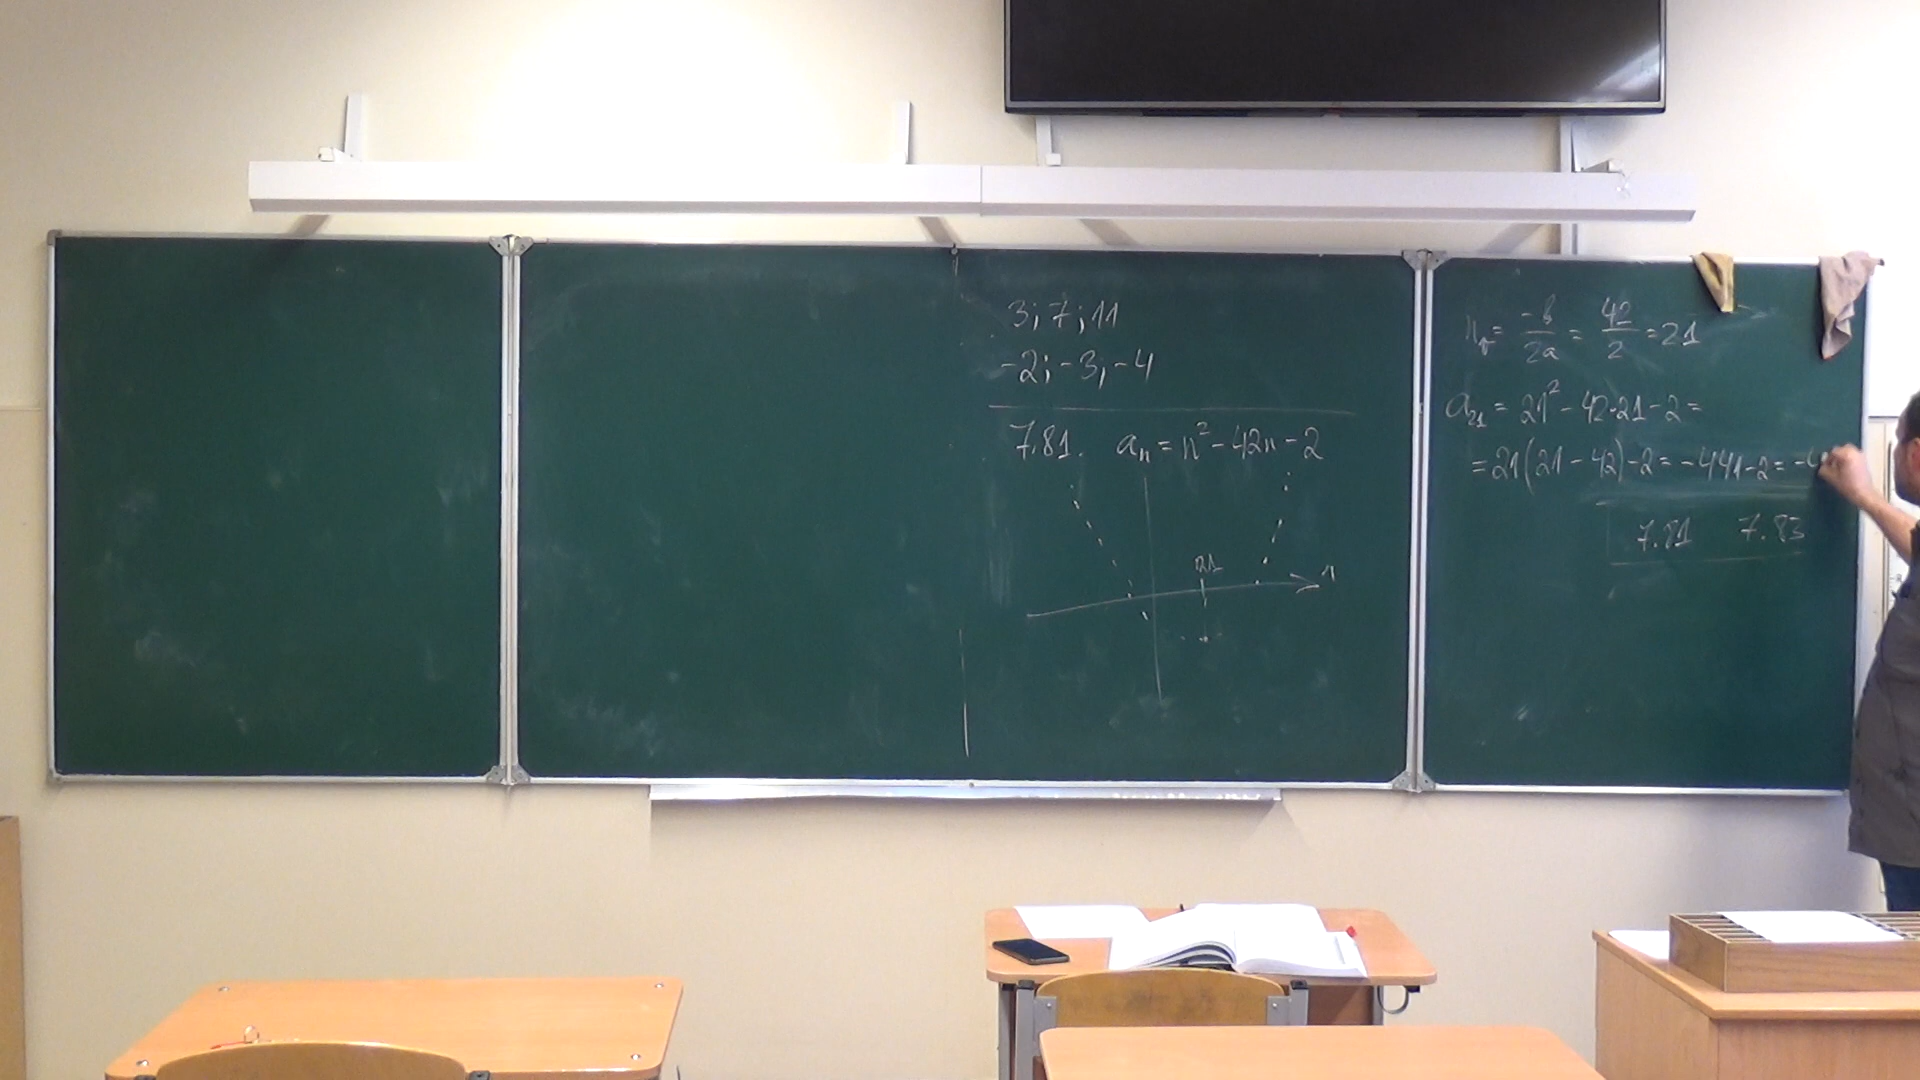 3; 7; 11
-2; -3, -4
7.81. aₙ = n² - 42n - 2
21
n₀ = -b/2a = 42/2 = 21
a₂₁ = 21² - 42·21 - 2 =
= 21(21 - 42) - 2 = -441 - 2 = -4
7.81 7.83